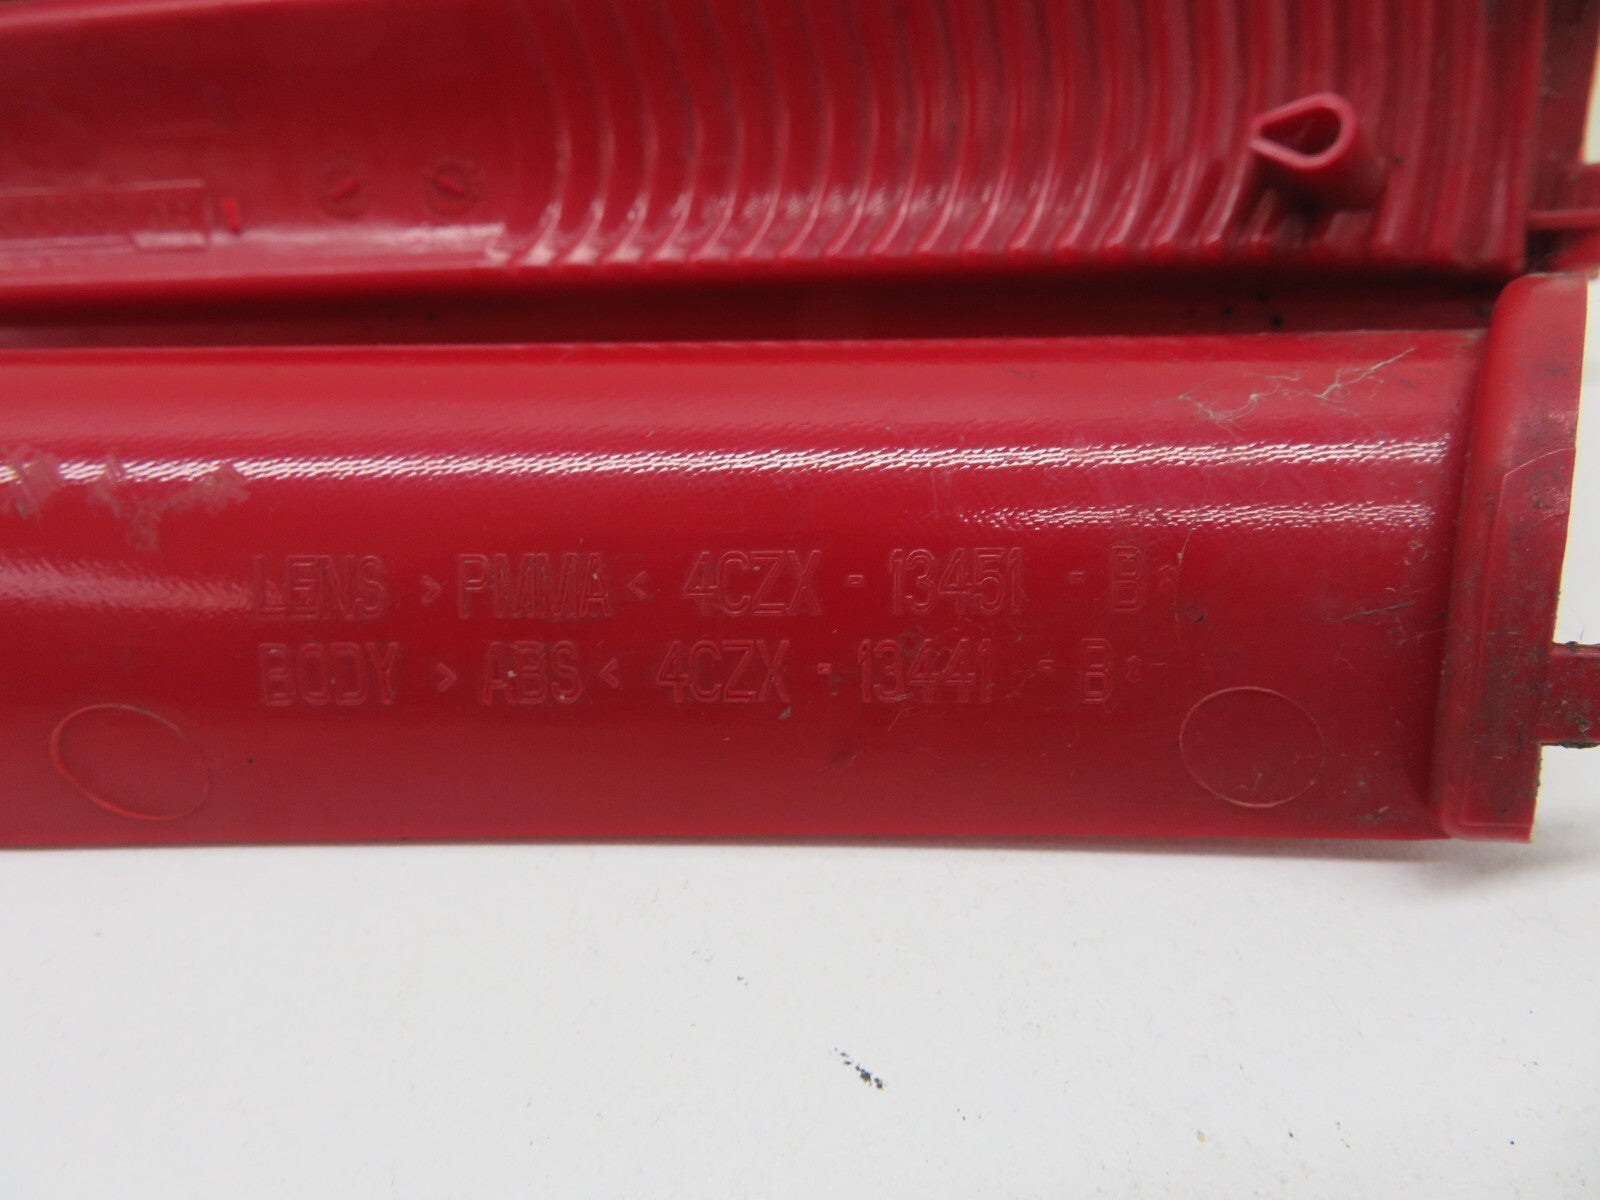 LENS > PMMA < 4CZX - 13451 - B*
BODY > ABS < 4CZX - 13441 - B*